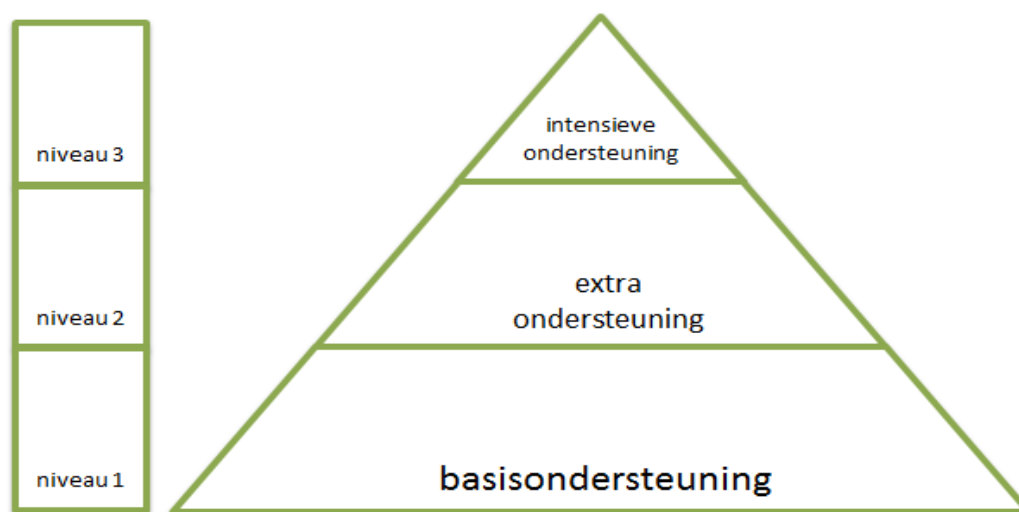 intensieve
ondersteuning
niveau 3
extra
ondersteuning
niveau 2
basisondersteuning
niveau 1